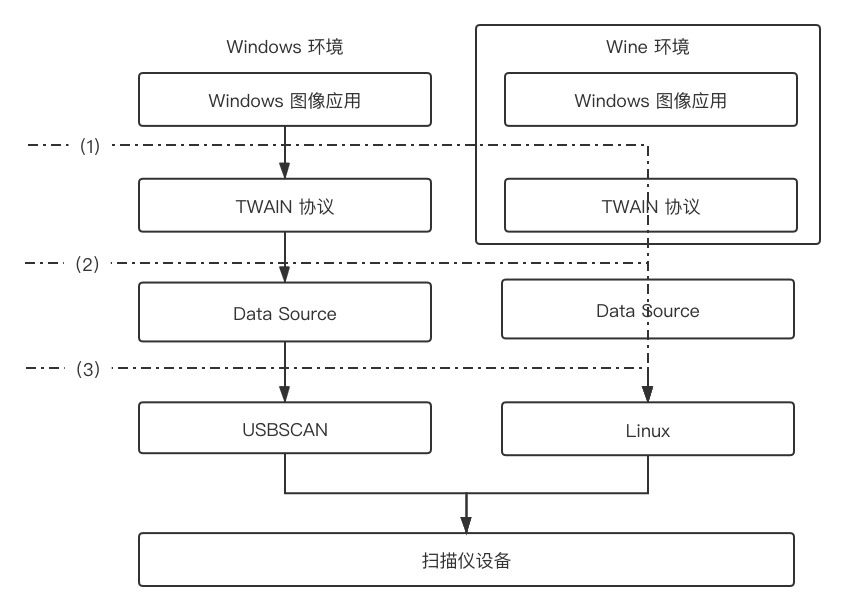 Windows 环境
Wine 环境
Windows 图像应用
Windows 图像应用
(1)
TWAIN 协议
TWAIN 协议
(2)
Data Source
Data Source
(3)
USBSCAN
Linux
扫描仪设备